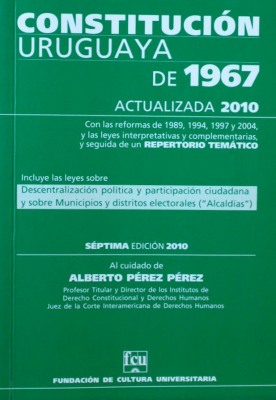 CONSTITUCIÓN
URUGUAYA
DE 1967
ACTUALIZADA 2010
Con las reformas de 1989, 1994, 1997 y 2004,
y las leyes interpretativas y complementarias,
y seguida de un REPERTORIO TEMÁTICO
Incluye las leyes sobre
Descentralización política y participación ciudadana
y sobre Municipios y distritos electorales ("Alcaldías")
SÉPTIMA EDICIÓN 2010
Al cuidado de
ALBERTO PÉREZ PÉREZ
Profesor Titular y Director de los Institutos de
Derecho Constitucional y Derechos Humanos
Juez de la Corte Interamericana de Derechos Humanos
fcu
FUNDACIÓN DE CULTURA UNIVERSITARIA